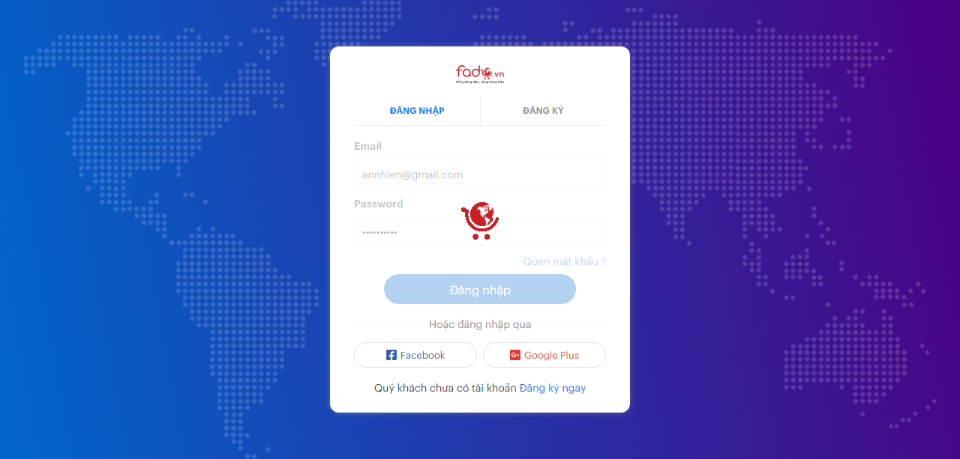 fado.vn
ĐĂNG NHẬP
ĐĂNG KÝ
Email
annhien@gmail.com
Password
••••••••••
Quên mật khẩu ?
Đăng nhập
Hoặc đăng nhập qua
Facebook
Google Plus
Quý khách chưa có tài khoản Đăng ký ngay